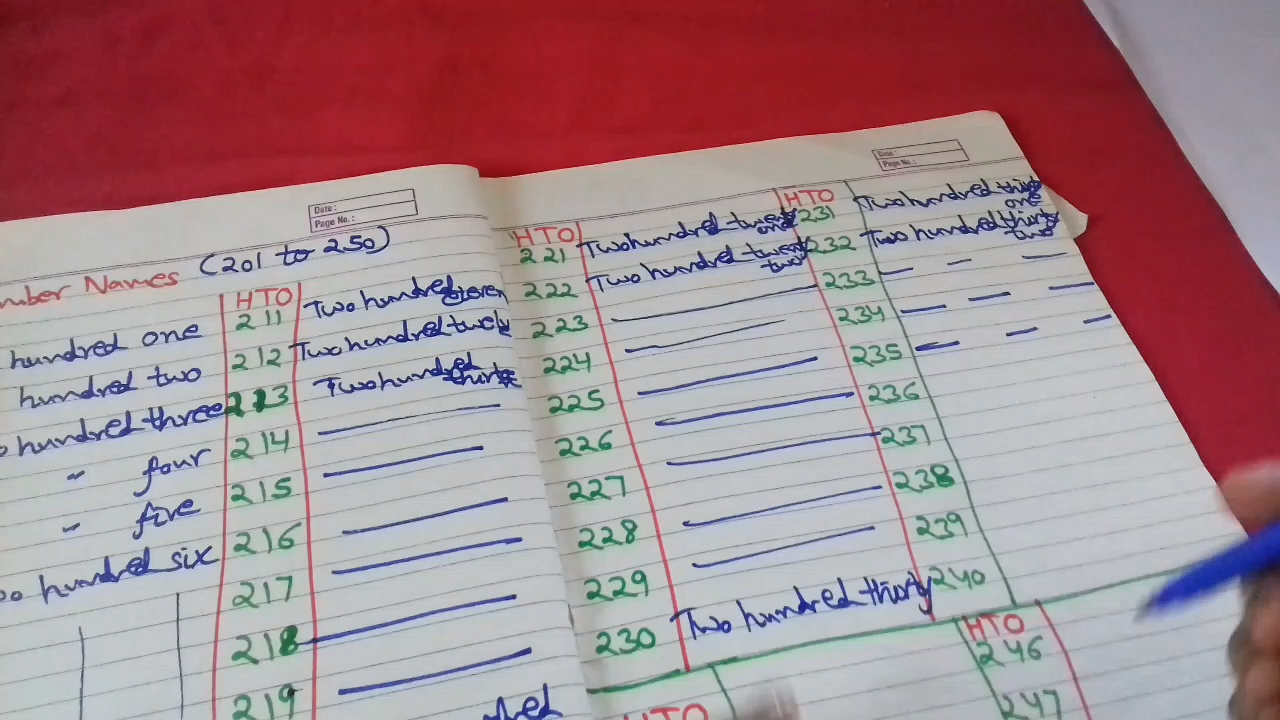 Date :
Page No. :
Number Names (201 to 250)
hundred one
hundred two
hundred three
" four
" five
hundred six
HTO
211 Two hundred eleven
212 Two hundred twelve
213 Two hundred thirteen
214
215
216
217
218
219
HTO
221 Two hundred twenty one
222 Two hundred twenty two
223
224
225
226
227
228
229
230 Two hundred thirty
HTO
Date :
Page No. :
HTO
231 Two hundred thirty one
232 Two hundred thirty two
233
234
235
236
237
238
239
240
HTO
246
247